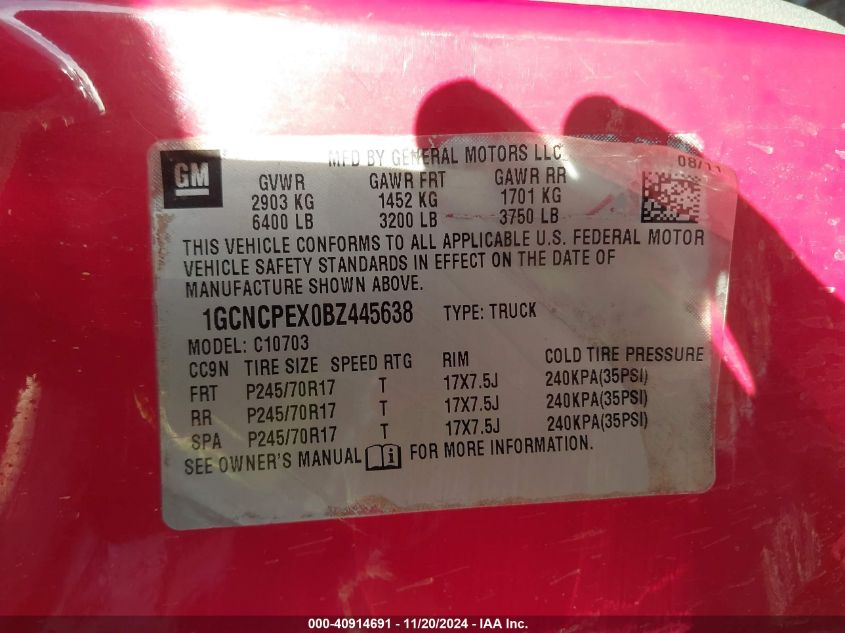 MFD BY GENERAL MOTORS LLC 08/11
GM
GVWR GAWR FRT GAWR RR
2903 KG 1452 KG 1701 KG
6400 LB 3200 LB 3750 LB
THIS VEHICLE CONFORMS TO ALL APPLICABLE U.S. FEDERAL MOTOR
VEHICLE SAFETY STANDARDS IN EFFECT ON THE DATE OF
MANUFACTURE SHOWN ABOVE.
1GCNCPEX0BZ445638 TYPE: TRUCK
MODEL: C10703
CC9N TIRE SIZE SPEED RTG RIM COLD TIRE PRESSURE
FRT P245/70R17 T 17X7.5J 240KPA(35PSI)
RR P245/70R17 T 17X7.5J 240KPA(35PSI)
SPA P245/70R17 T 17X7.5J 240KPA(35PSI)
SEE OWNER'S MANUAL i FOR MORE INFORMATION.
000-40914691 - 11/20/2024 - IAA Inc.